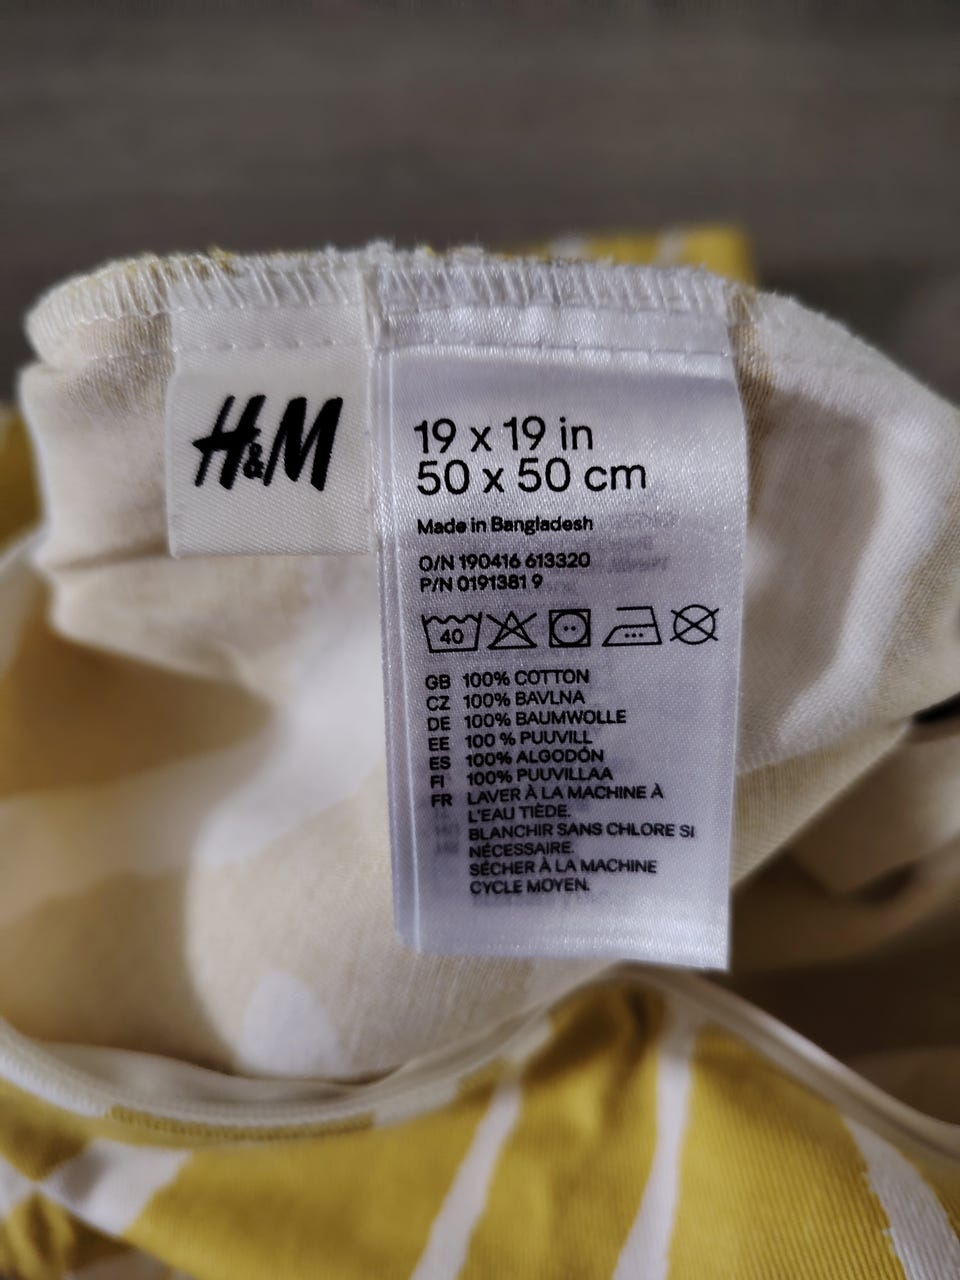 H&M
19 x 19 in
50 x 50 cm
Made in Bangladesh
O/N 190416 613320
P/N 0191381 9
40
GB 100% COTTON
CZ 100% BAVLNA
DE 100% BAUMWOLLE
EE 100 % PUUVILL
ES 100% ALGODÓN
FI 100% PUUVILLAA
FR LAVER À LA MACHINE À
L'EAU TIÈDE.
BLANCHIR SANS CHLORE SI
NÉCESSAIRE.
SÉCHER À LA MACHINE
CYCLE MOYEN.